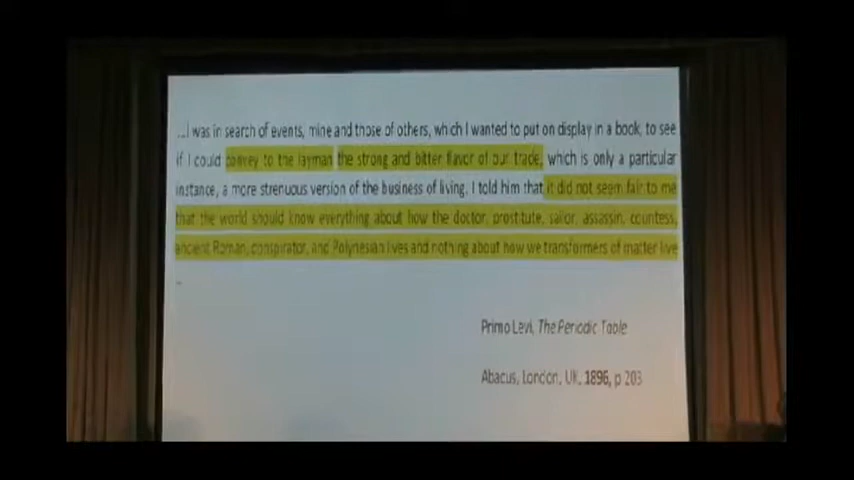 ...I was in search of events, mine and those of others, which I wanted to put on display in a book, to see
if I could convey to the layman the strong and bitter flavor of our trade, which is only a particular
instance, a more strenuous version of the business of living. I told him that it did not seem fair to me
that the world should know everything about how the doctor, prostitute, sailor, assassin, countess,
ancient Roman, conspirator, and Polynesian lives and nothing about how we transformers of matter live
..
Primo Levi, The Periodic Table
Abacus, London, UK, 1896, p 203